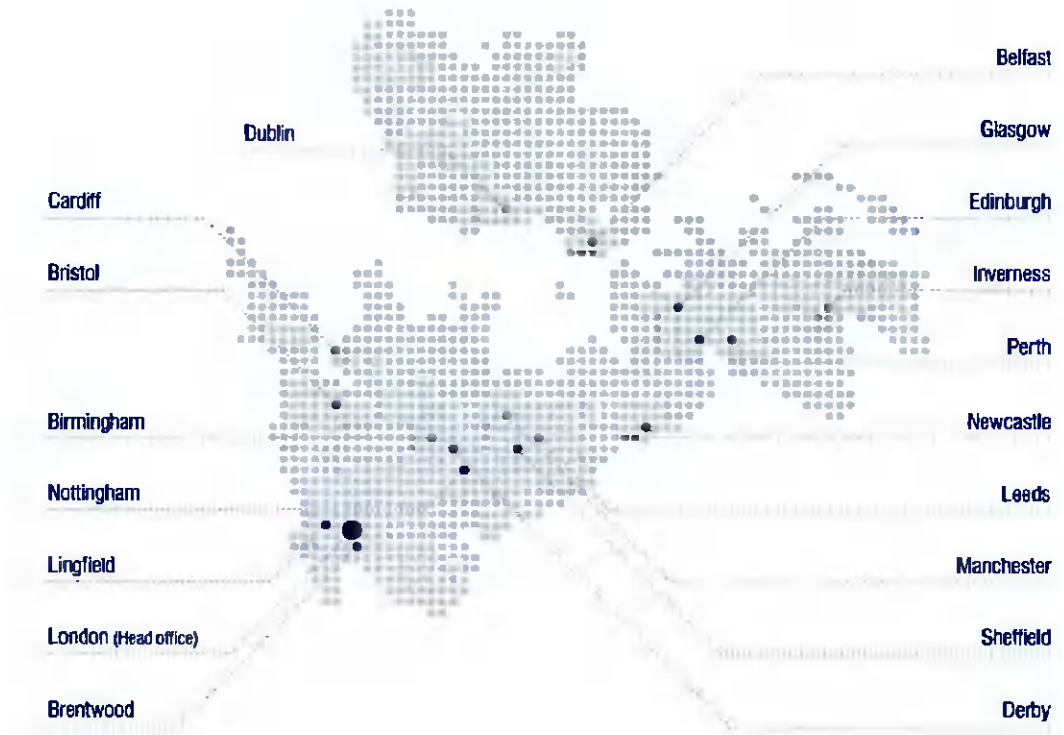 Belfast
Dublin
Glasgow
Cardiff
Edinburgh
Bristol
Inverness
Perth
Birmingham
Newcastle
Nottingham
Leeds
Lingfield
Manchester
London (Head office)
Sheffield
Brentwood
Derby